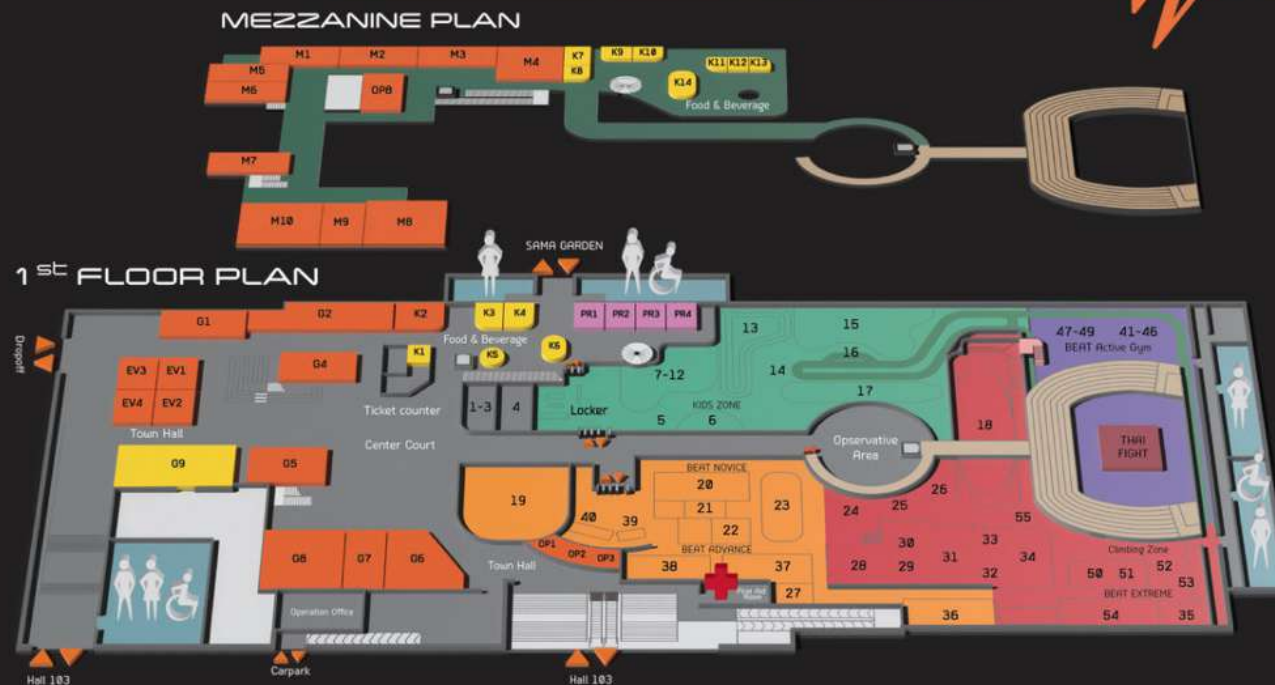 MEZZANINE PLAN
M1 M2 M3 M4 K7 K8 K9 K10
K11 K12 K13
K14
Food & Beverage
M5
M6
OP8
M7
M10 M9 M8
1st FLOOR PLAN
SAMA GARDEN
Dropoff
G1 G2 K2 K3 K4 PR1 PR2 PR3 PR4
Food & Beverage
K1 K5 K6
EV3 EV1
EV4 EV2
Town Hall
G4
Ticket counter
Center Court
1-3 4
Locker
13 15
16
14
7-12
17
5 KIDS ZONE 6
47-49 41-46
BEAT Active Gym
18
Opservative
Area
THAI
FIGHT
G9 G5
19
BEAT NOVICE
20
21
22
23
40 39
BEAT ADVANCE
OP1 OP2 OP3
Town Hall
38 37
27
First Aid
Room
36
24 25 26
55
30 33
28 29 31 32 34
Climbing Zone
50 51 52 53
BEAT EXTREME
54 35
G8 G7 G6
Operation Office
Hall 103
Carpark
Hall 103